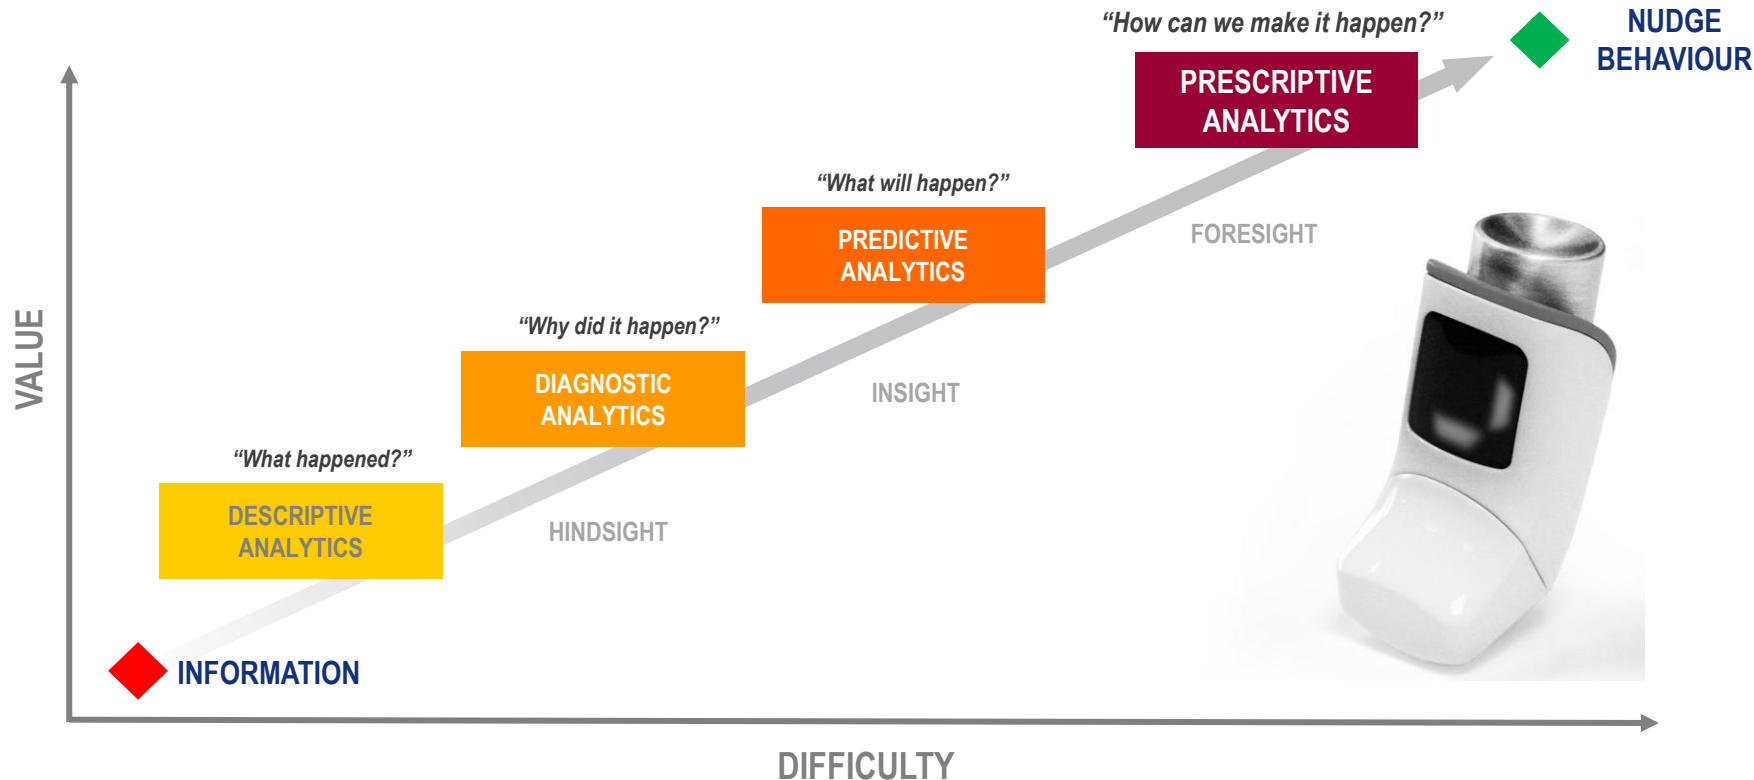 “How can we make it happen?”
NUDGE
BEHAVIOUR
PRESCRIPTIVE
ANALYTICS
“What will happen?”
PREDICTIVE
ANALYTICS
FORESIGHT
“Why did it happen?”
DIAGNOSTIC
ANALYTICS
INSIGHT
VALUE
“What happened?”
DESCRIPTIVE
ANALYTICS
HINDSIGHT
INFORMATION
DIFFICULTY